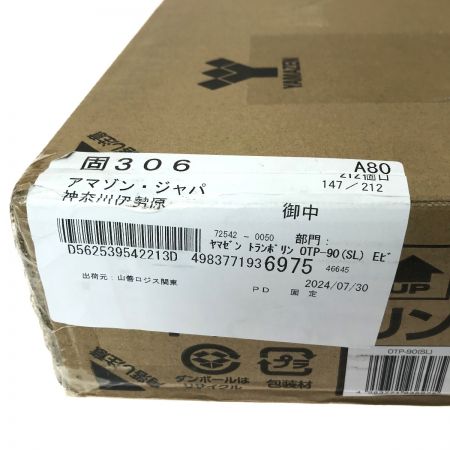 YAMAZEN
固306
A80
212個口
147/212
アマゾン・ジャパ
神奈川伊勢原
御中
72542 - 0050 部門:
ヤマゼン トランポリン OTP-90(SL) Eビ
D562539542213D 4983771936975 46645
出荷元:山善ロジス関東
PD 固定
2024/07/30
UP
リン
OTP-90(SL)
ダンボールは
リサイクル
紙
包装材